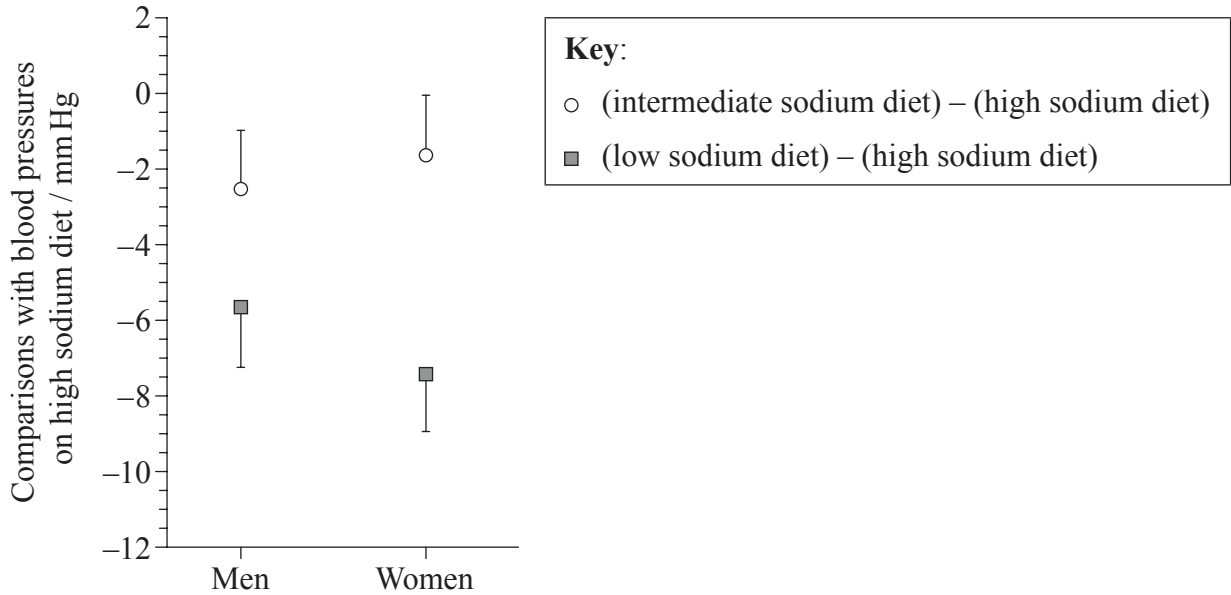 Comparisons with blood pressures
on high sodium diet / mm Hg
2
0
–2
–4
–6
–8
–10
–12
Men Women
Key:
(intermediate sodium diet) – (high sodium diet)
(low sodium diet) – (high sodium diet)